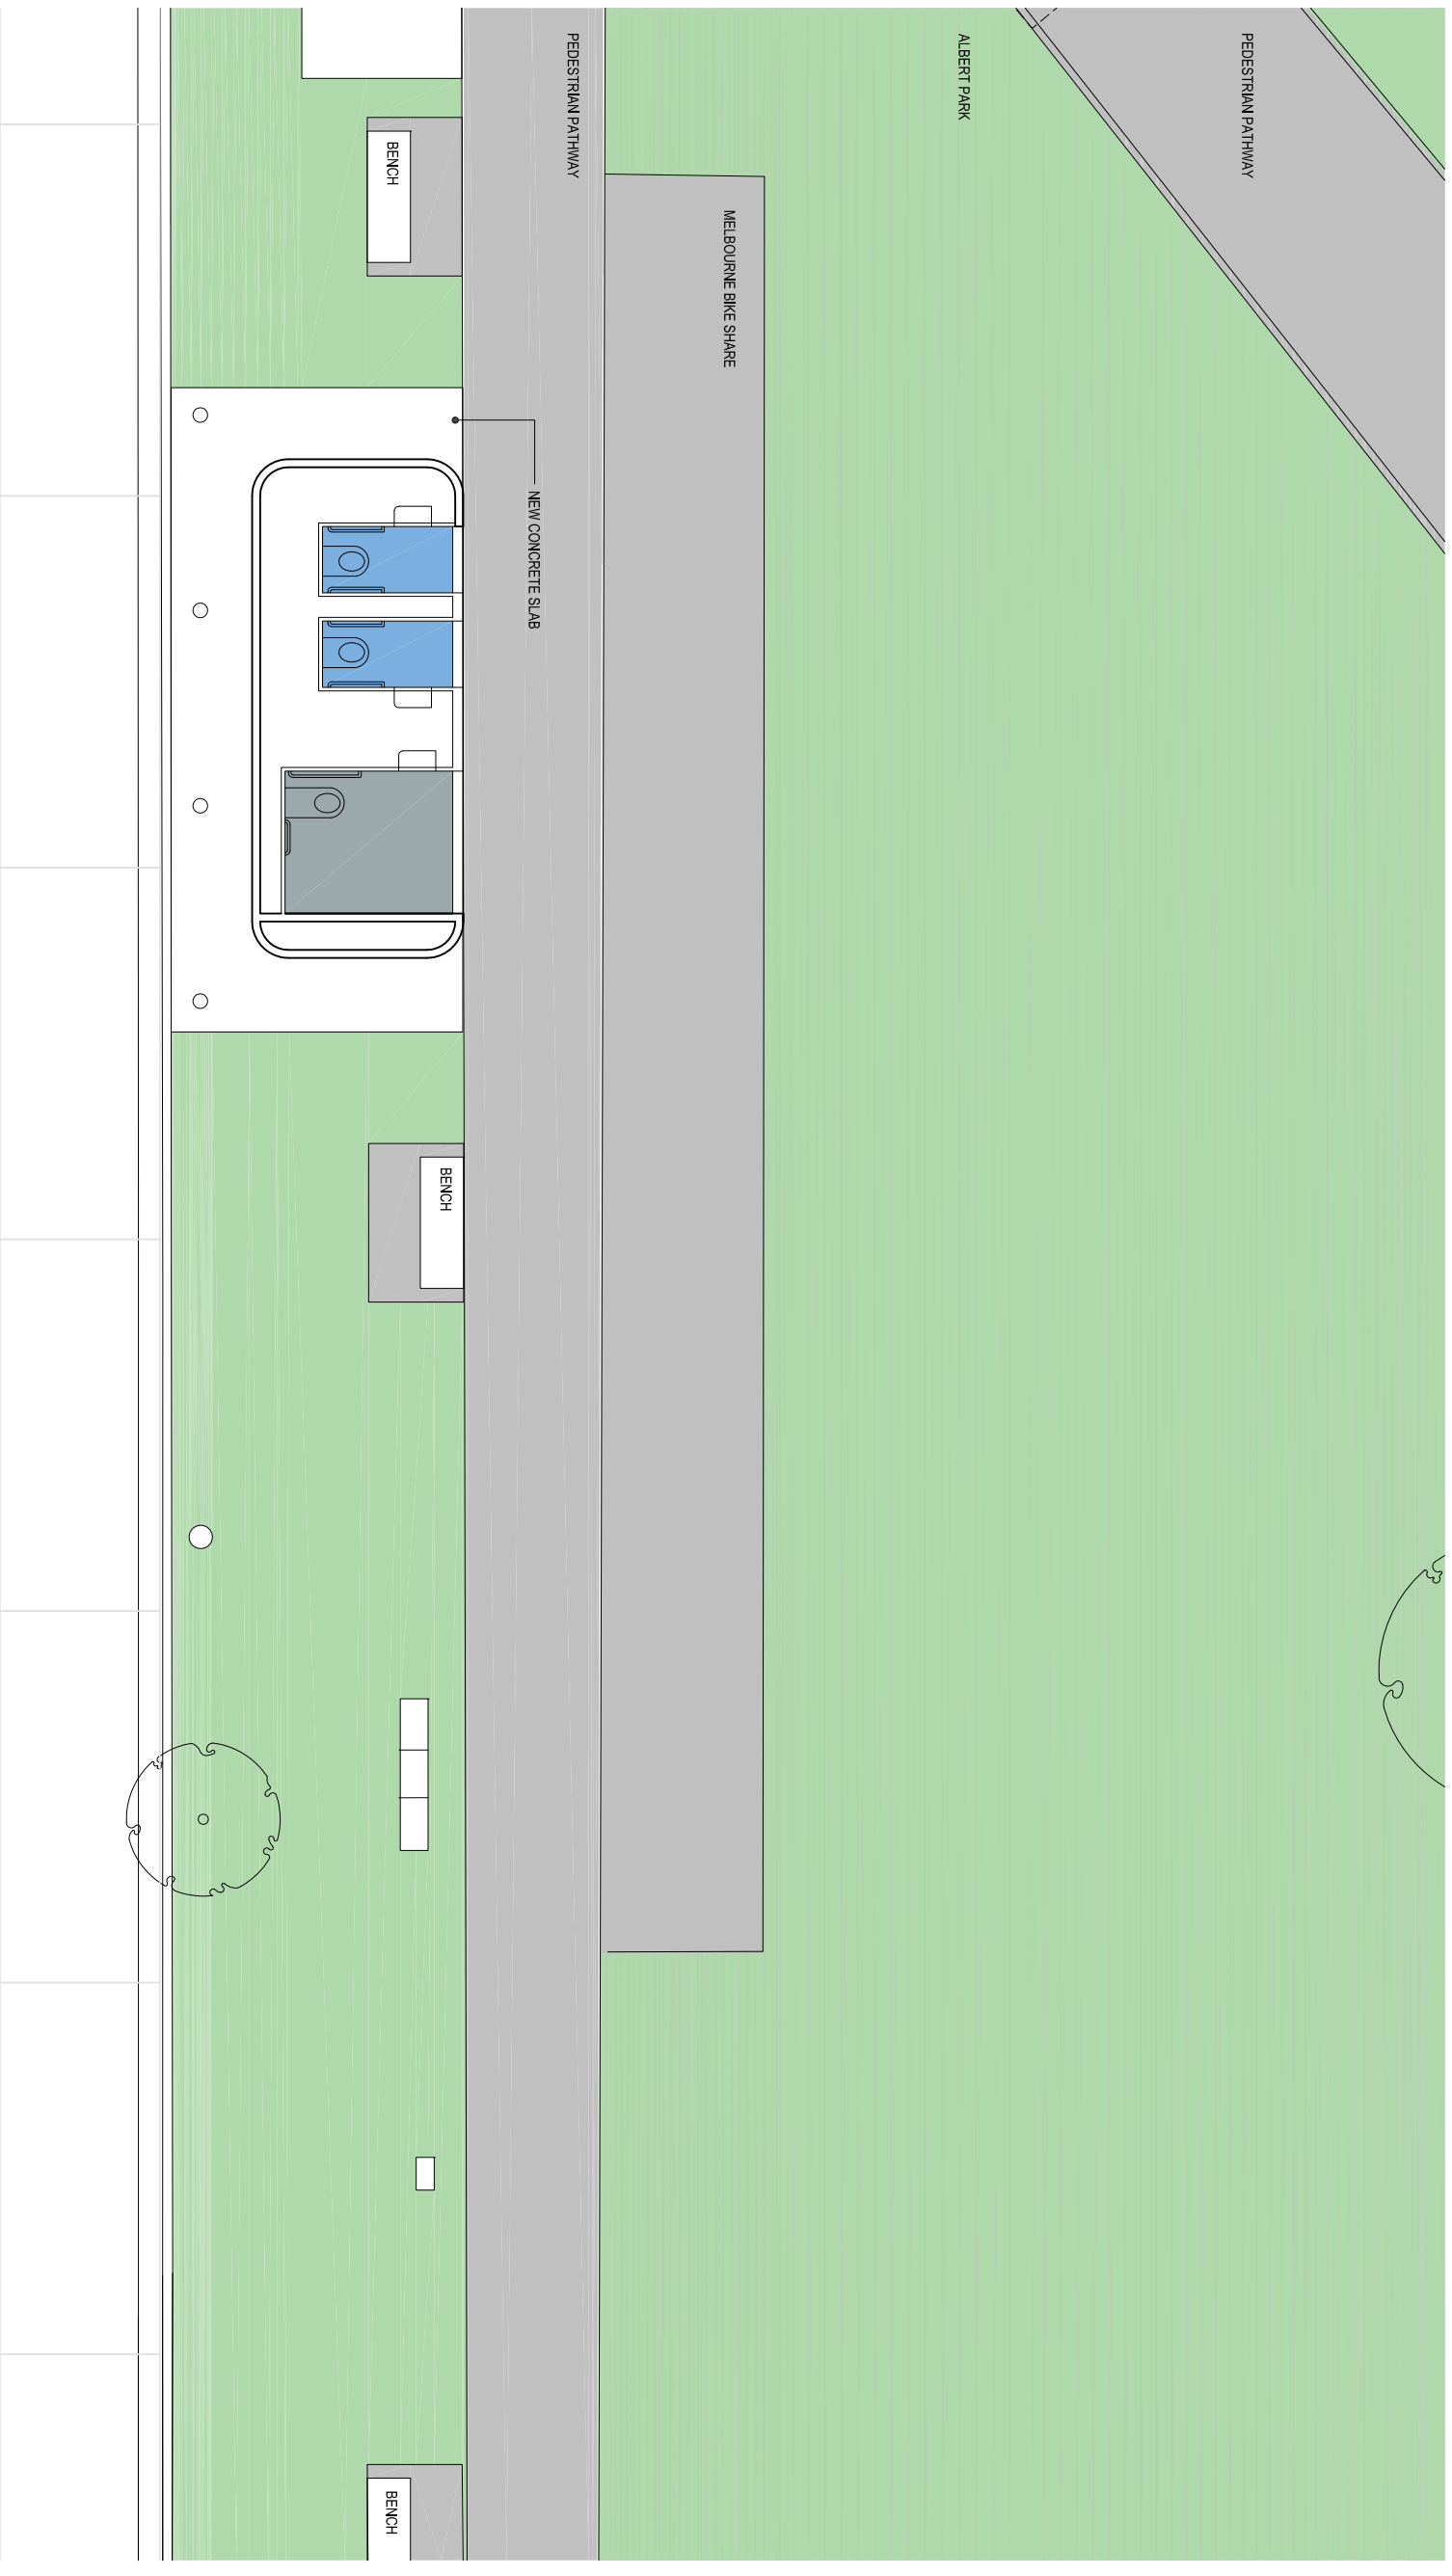 PEDESTRIAN PATHWAY
ALBERT PARK
PEDESTRIAN PATHWAY
BENCH
MELBOURNE BIKE SHARE
NEW CONCRETE SLAB
BENCH
BENCH